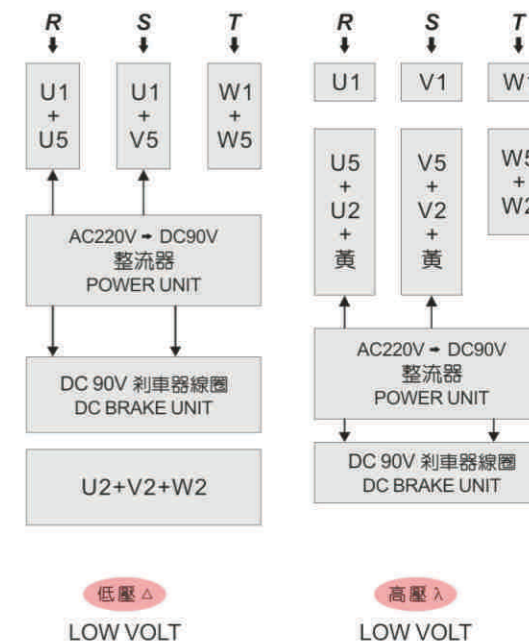 R S T
U1 + U5
U1 + V5
W1 + W5
AC220V → DC90V
整流器
POWER UNIT
DC 90V 剎車器線圈
DC BRAKE UNIT
U2+V2+W2
低壓 △
LOW VOLT
R S T
U1
V1
U5 + U2 + 黃
V5 + V2 + 黃
AC220V → DC90V
整流器
POWER UNIT
DC 90V 剎車器線圈
DC BRAKE UNIT
高壓 λ
LOW VOLT